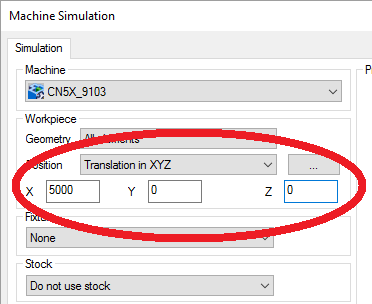 Machine Simulation
Simulation
Machine
P
CN5X_9103
Workpiece
Geometry
Position Translation in XYZ ...
X 5000 Y 0 Z 0
None
Stock
Do not use stock